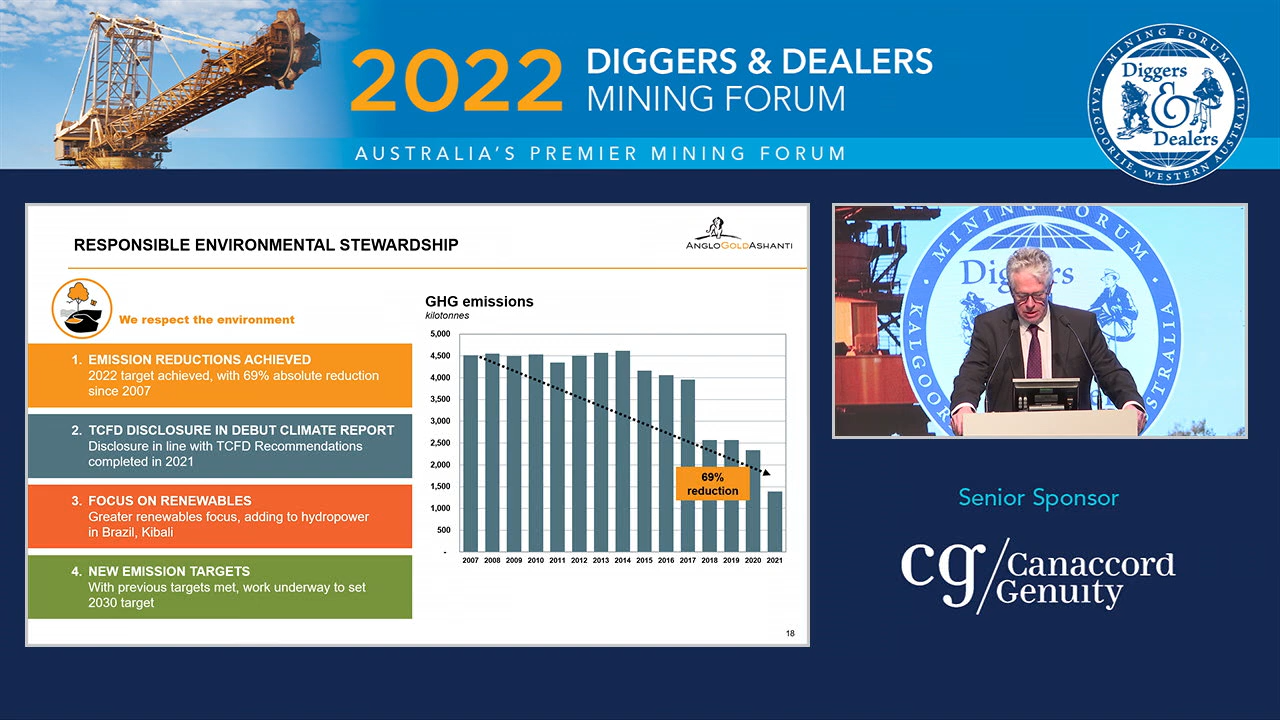 2022
DIGGERS & DEALERS
MINING FORUM
AUSTRALIA'S PREMIER MINING FORUM
MINING FORUM
Diggers
&
Dealers
KALGOORLIE, WESTERN AUSTRALIA
RESPONSIBLE ENVIRONMENTAL STEWARDSHIP
ANGLOGOLDASHANTI
We respect the environment
1. EMISSION REDUCTIONS ACHIEVED
2022 target achieved, with 69% absolute reduction
since 2007
2. TCFD DISCLOSURE IN DEBUT CLIMATE REPORT
Disclosure in line with TCFD Recommendations
completed in 2021
3. FOCUS ON RENEWABLES
Greater renewables focus, adding to hydropower
in Brazil, Kibali
4. NEW EMISSION TARGETS
With previous targets met, work underway to set
2030 target
GHG emissions
kilotonnes
5,000
4,500
4,000
3,500
3,000
2,500
2,000
1,500
1,000
500
-
69%
reduction
2007 2008 2009 2010 2011 2012 2013 2014 2015 2016 2017 2018 2019 2020 2021
18
MINING FORUM
Dig rs
KALGOOR
STRALIA
Senior Sponsor
cg/Canaccord
Genuity